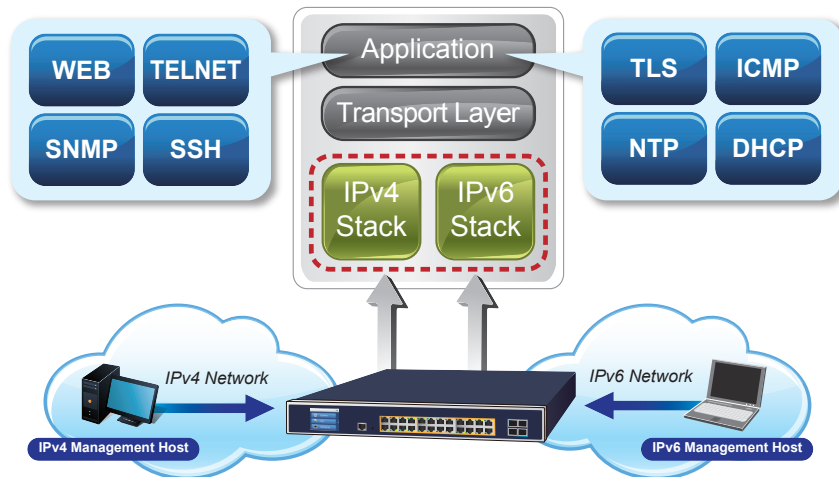 WEB
TELNET
SNMP
SSH
Application
Transport Layer
IPv4
Stack
IPv6
Stack
TLS
ICMP
NTP
DHCP
IPv4 Network
IPv4 Management Host
IPv6 Network
IPv6 Management Host